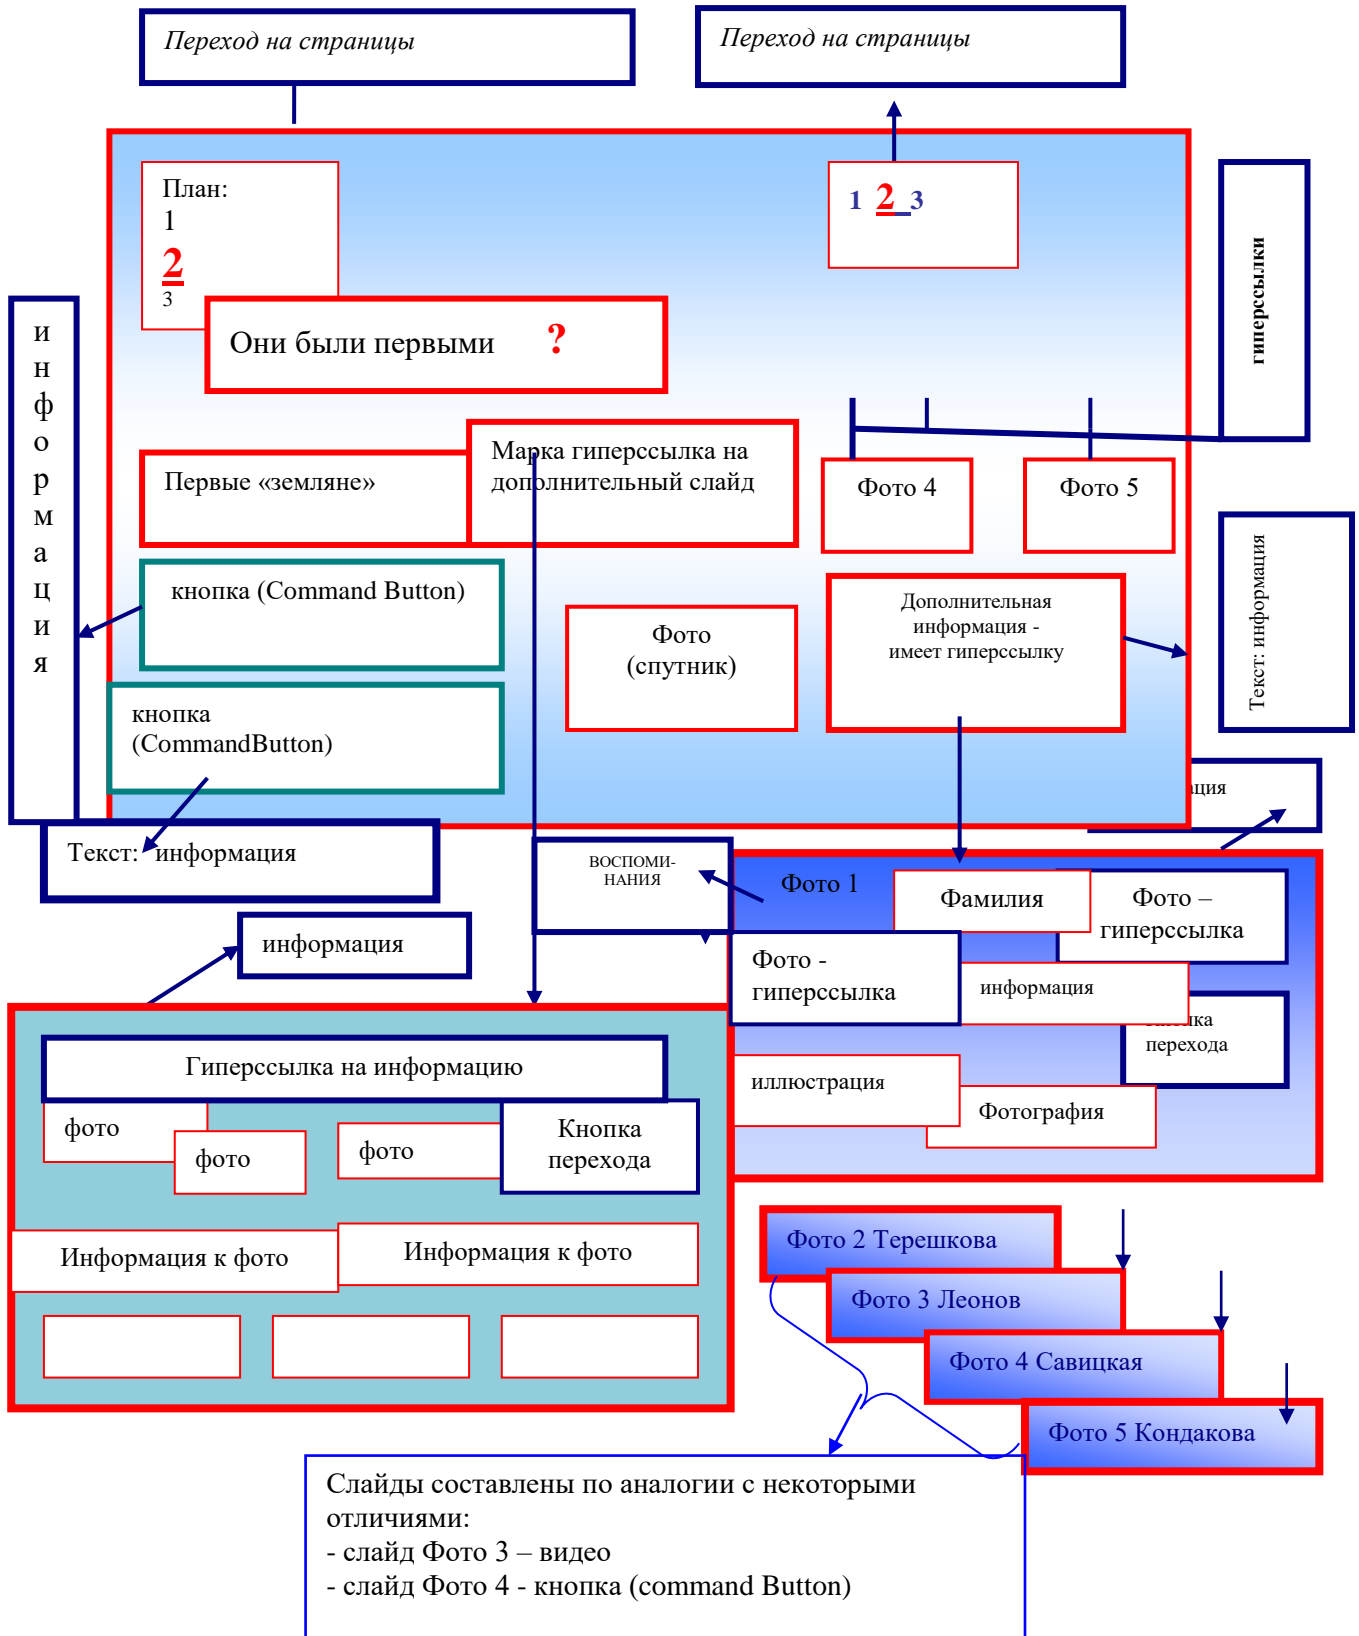 Переход на страницы
Переход на страницы
План:
1
2
3
1 2 3
гиперссылки
информация
Они были первыми ?
Первые «земляне»
Марка гиперссылка на
дополнительный слайд
Фото 4
Фото 5
кнопка (Command Button)
Фото
(спутник)
Дополнительная
информация -
имеет гиперссылку
Текст: информация
кнопка
(CommandButton)
Текст: информация
ВОСПОМИ-
НАНИЯ
Фото 1
Фамилия
Фото –
гиперссылка
информация
Фото -
гиперссылка
информация
перехода
Гиперссылка на информацию
иллюстрация
Фотография
фото
фото
фото
Кнопка
перехода
Информация к фото
Информация к фото
Фото 2 Терешкова
Фото 3 Леонов
Фото 4 Савицкая
Фото 5 Кондакова
Слайды составлены по аналогии с некоторыми
отличиями:
- слайд Фото 3 – видео
- слайд Фото 4 - кнопка (command Button)